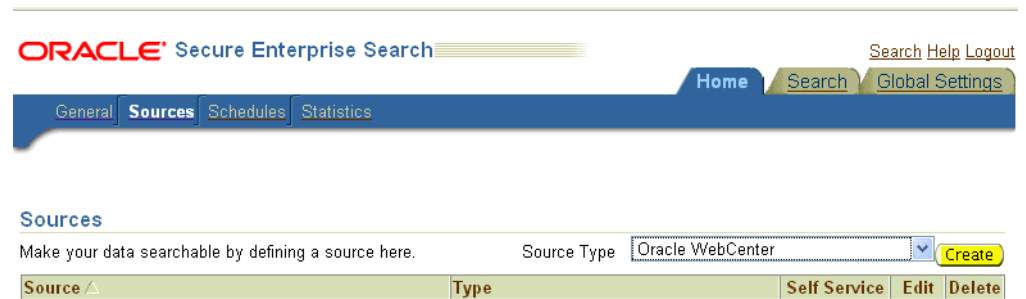 ORACLE Secure Enterprise Search
Search Help Logout
Home Search Global Settings
General Sources Schedules Statistics
Sources
Make your data searchable by defining a source here. Source Type Oracle WebCenter Create
Source Type Self Service Edit Delete